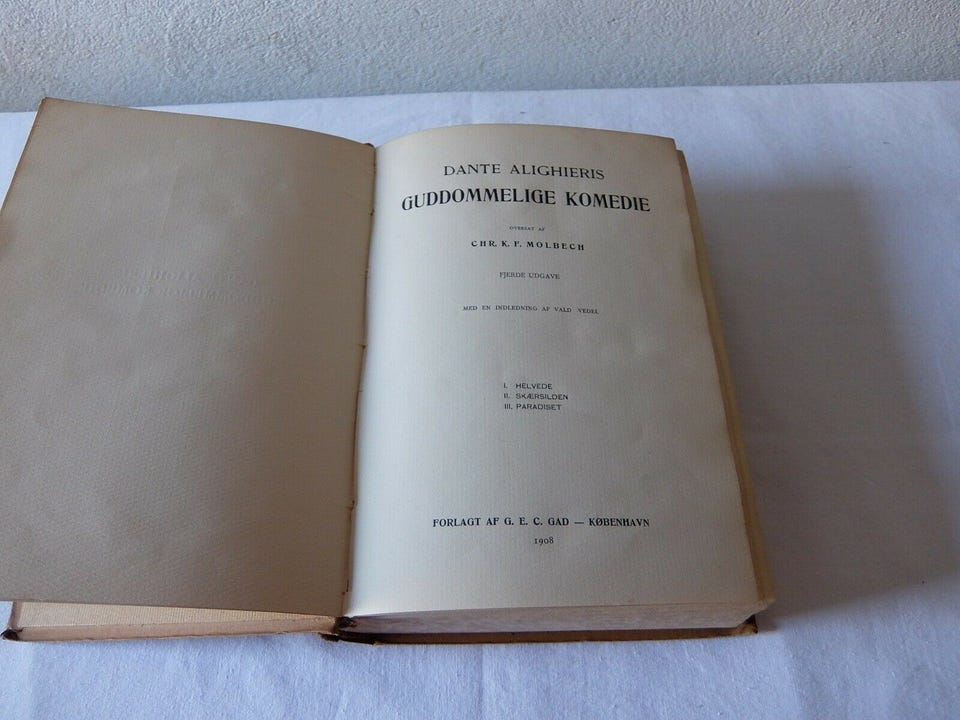 DANTE ALIGHIERIS
GUDDOMMELIGE KOMEDIE
OVERSAT AF
CHR. K. F. MOLBECH
FJERDE UDGAVE
MED EN INDLEDNING AF VALD VEDEL
I. HELVEDE
II. SKÆRSILDEN
III. PARADISET
FORLAGT AF G. E. C. GAD — KØBENHAVN
1908